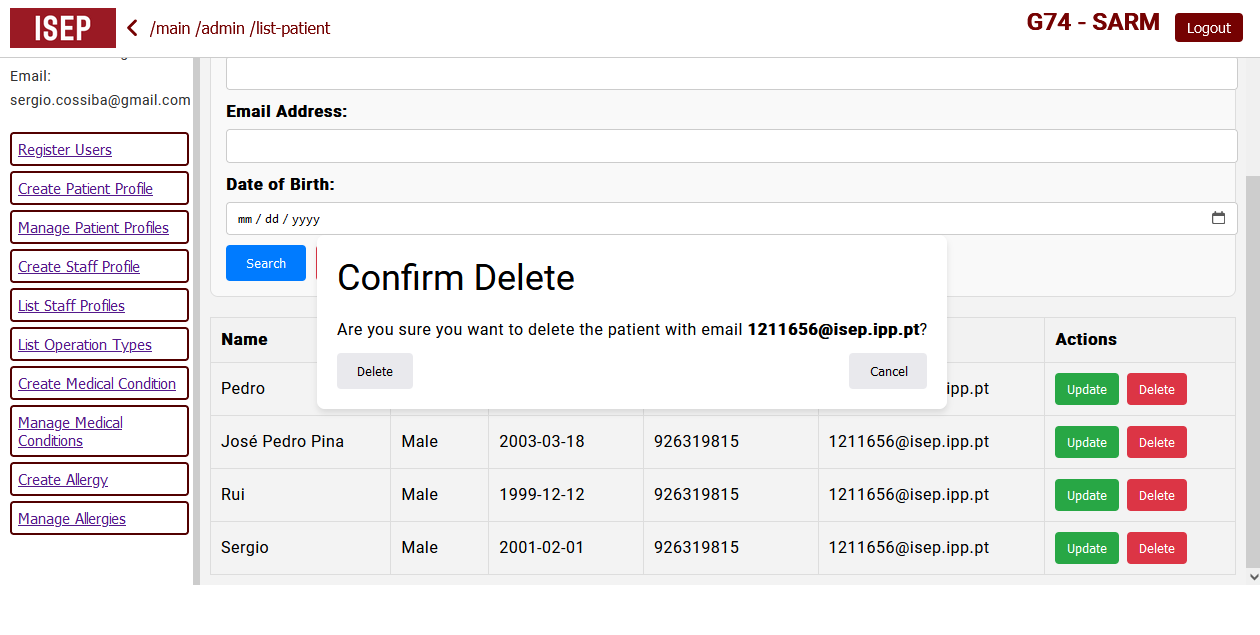 ISEP
/main /admin /list-patient
G74 - SARM
Logout
Email:
sergio.cossiba@gmail.com
Register Users
Create Patient Profile
Manage Patient Profiles
Create Staff Profile
List Staff Profiles
List Operation Types
Create Medical Condition
Manage Medical
Conditions
Create Allergy
Manage Allergies
Email Address:
Date of Birth:
mm / dd / yyyy
Search
Confirm Delete
Are you sure you want to delete the patient with email 1211656@isep.ipp.pt?
Delete Cancel
Name Actions
Pedro ipp.pt Update Delete
José Pedro Pina Male 2003-03-18 926319815 1211656@isep.ipp.pt Update Delete
Rui Male 1999-12-12 926319815 1211656@isep.ipp.pt Update Delete
Sergio Male 2001-02-01 926319815 1211656@isep.ipp.pt Update Delete